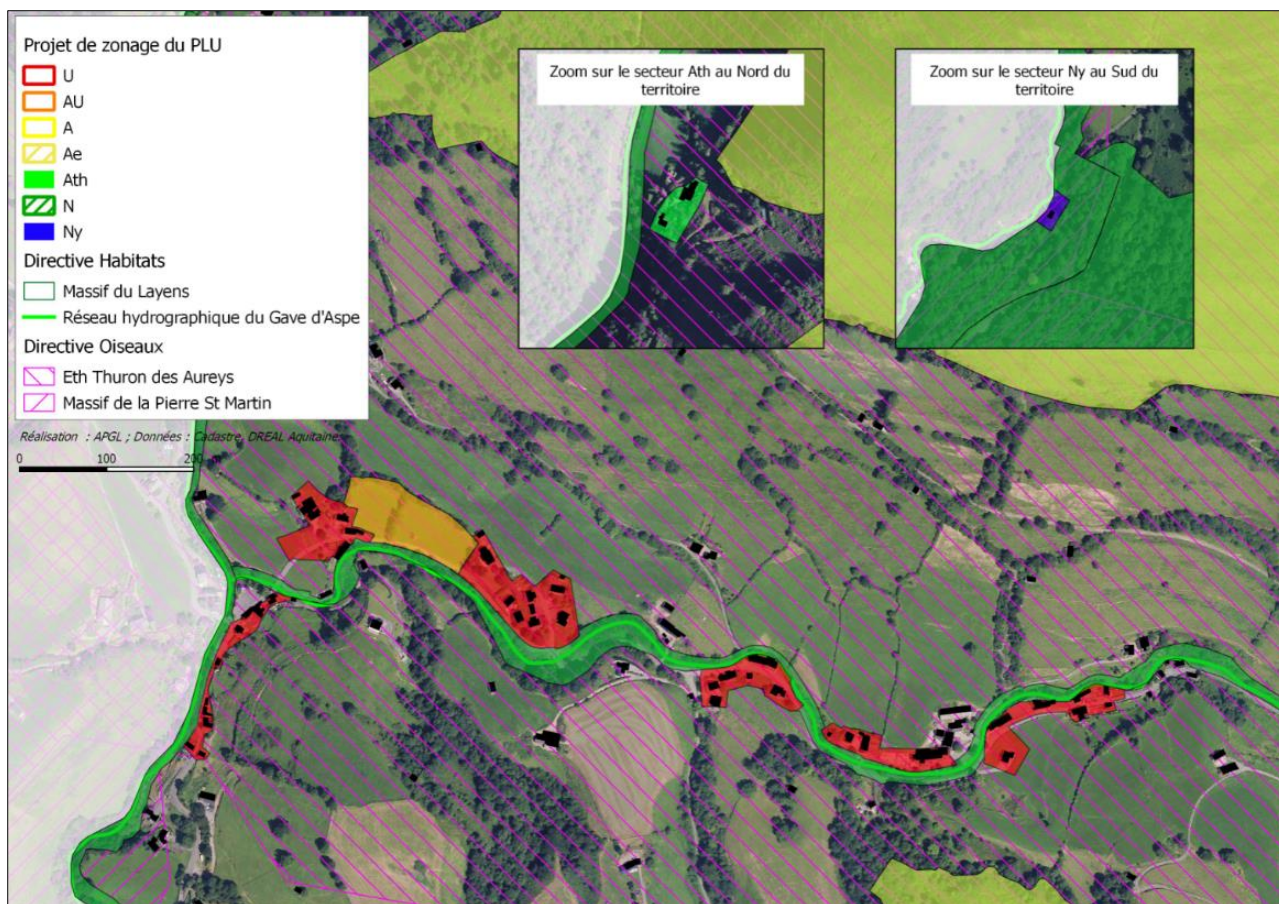 Projet de zonage du PLU
U
AU
A
Ae
Ath
N
Ny
Directive Habitats
Massif du Layens
Réseau hydrographique du Gave d'Aspe
Directive Oiseaux
Eth Thuron des Aureys
Massif de la Pierre St Martin
Réalisation : APGL ; Données : Cadastre, DREAL Aquitaine
0 100 200 m
Zoom sur le secteur Ath au Nord du
territoire
Zoom sur le secteur Ny au Sud du
territoire